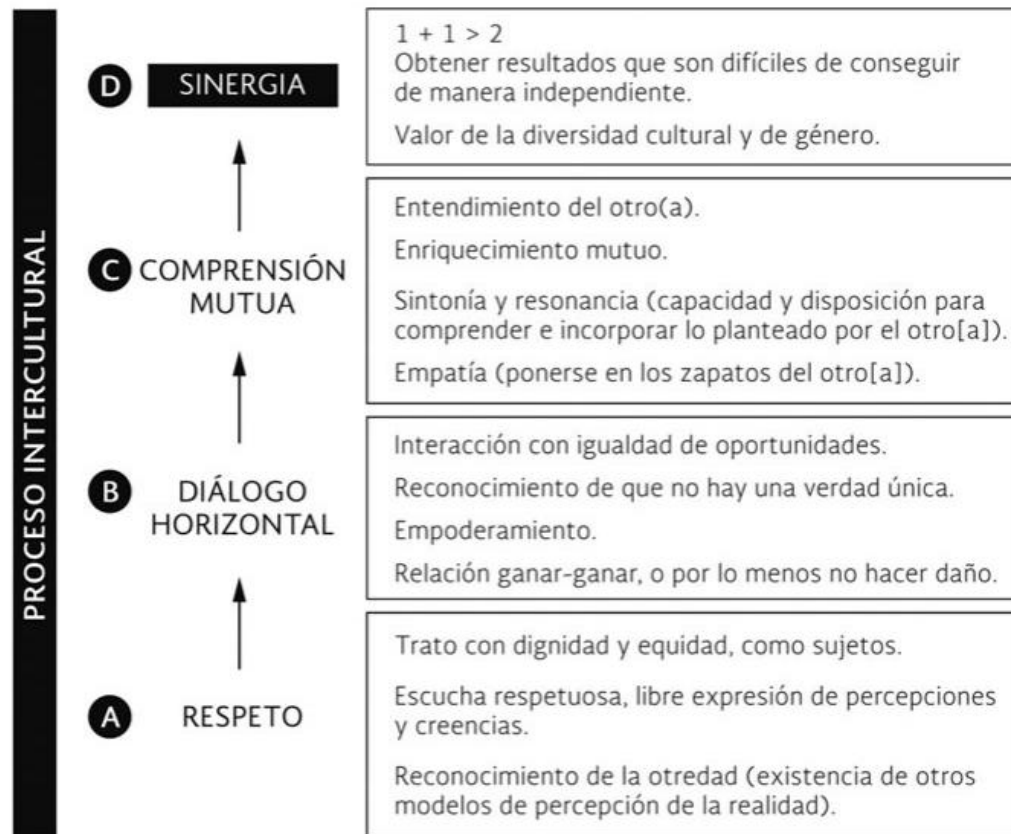 PROCESO INTERCULTURAL
D SINERGIA
1 + 1 > 2
Obtener resultados que son difíciles de conseguir
de manera independiente.
Valor de la diversidad cultural y de género.
C COMPRENSIÓN
MUTUA
Entendimiento del otro(a).
Enriquecimiento mutuo.
Sintonía y resonancia (capacidad y disposición para
comprender e incorporar lo planteado por el otro[a]).
Empatía (ponerse en los zapatos del otro[a]).
B DIÁLOGO
HORIZONTAL
Interacción con igualdad de oportunidades.
Reconocimiento de que no hay una verdad única.
Empoderamiento.
Relación ganar-ganar, o por lo menos no hacer daño.
A RESPETO
Trato con dignidad y equidad, como sujetos.
Escucha respetuosa, libre expresión de percepciones
y creencias.
Reconocimiento de la otredad (existencia de otros
modelos de percepción de la realidad).